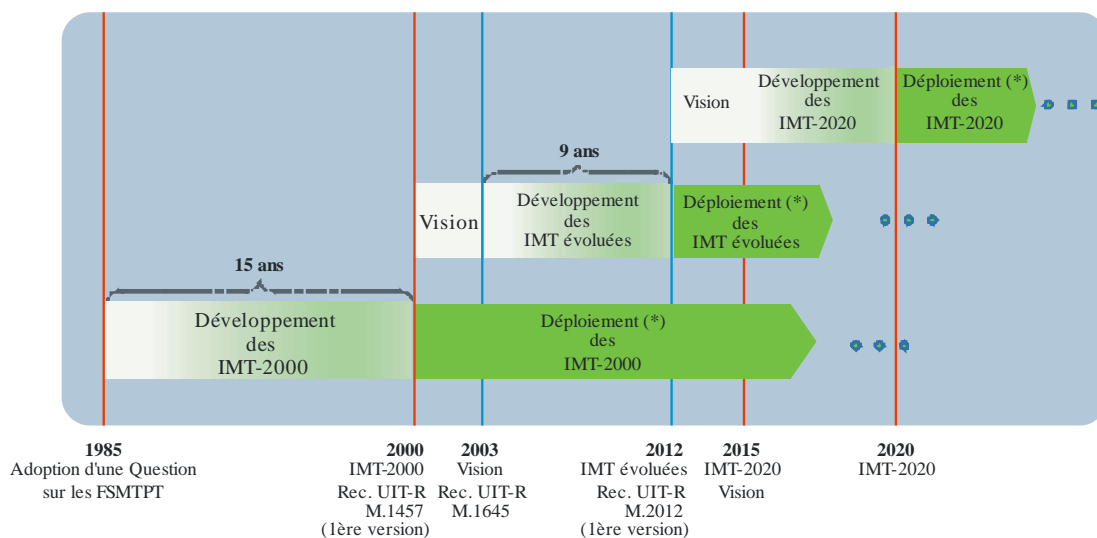 Vision
Développement
des
IMT-2020
Déploiement (*)
des
IMT-2020
9 ans
Vision
Développement
des
IMT évoluées
Déploiement (*)
des
IMT évoluées
15 ans
Développement
des
IMT-2000
Déploiement (*)
des
IMT-2000
1985
Adoption d'une Question
sur les FSMTPT
2000
IMT-2000
Rec. UIT-R
M.1457
(1ère version)
2003
Vision
Rec. UIT-R
M.1645
2012
IMT évoluées
Rec. UIT-R
M.2012
(1ère version)
2015
IMT-2020
Vision
2020
IMT-2020